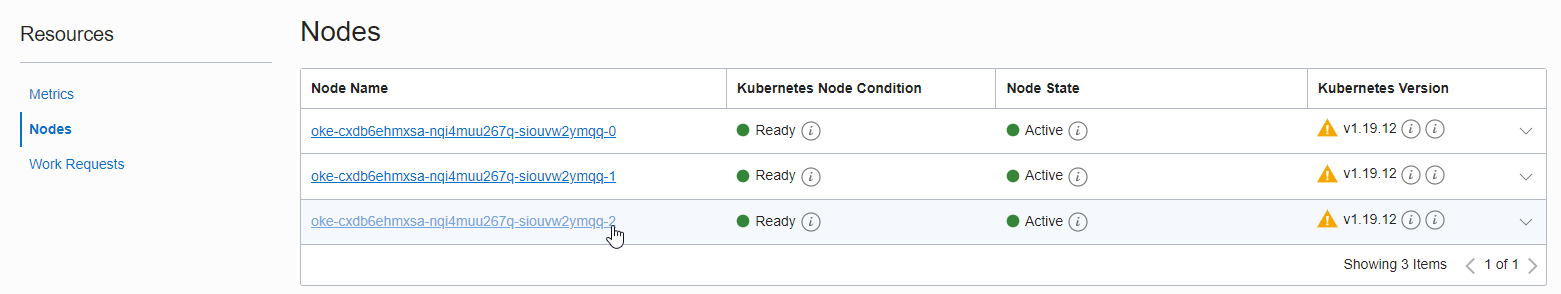 Resources
Metrics
Nodes
Work Requests
Nodes
Node Name Kubernetes Node Condition Node State Kubernetes Version
oke-cxdb6ehmxsa-nqi4muu267q-siouvw2ymqq-0 Ready i Active i v1.19.12 i i
oke-cxdb6ehmxsa-nqi4muu267q-siouvw2ymqq-1 Ready i Active i v1.19.12 i i
oke-cxdb6ehmxsa-nqi4muu267q-siouvw2ymqq-2 Ready i Active i v1.19.12 i i
Showing 3 Items 1 of 1